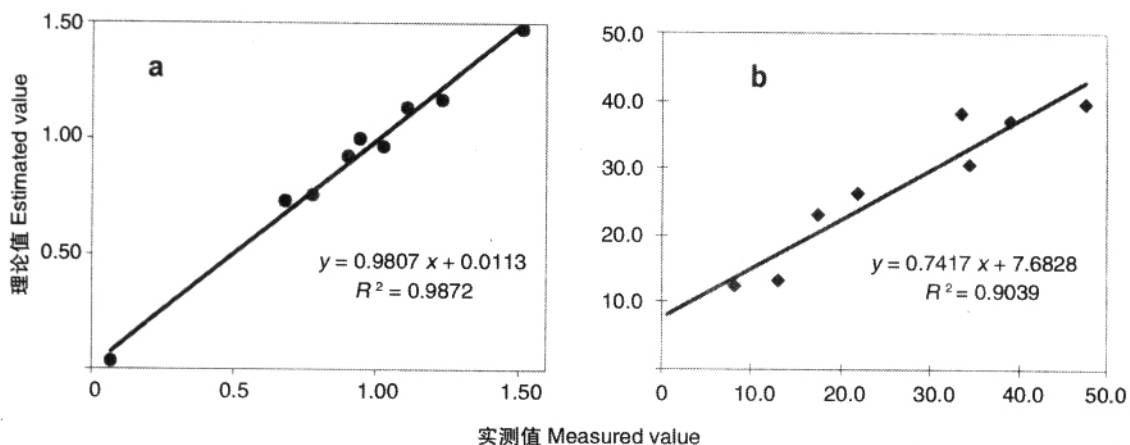 理论值 Estimated value
1.50
1.00
0.50
a
y = 0.9807 x + 0.0113
R² = 0.9872
0 0.5 1.00 1.50
50.0
40.0
30.0
20.0
10.0
b
y = 0.7417 x + 7.6828
R² = 0.9039
0 10.0 20.0 30.0 40.0 50.0
实测值 Measured value